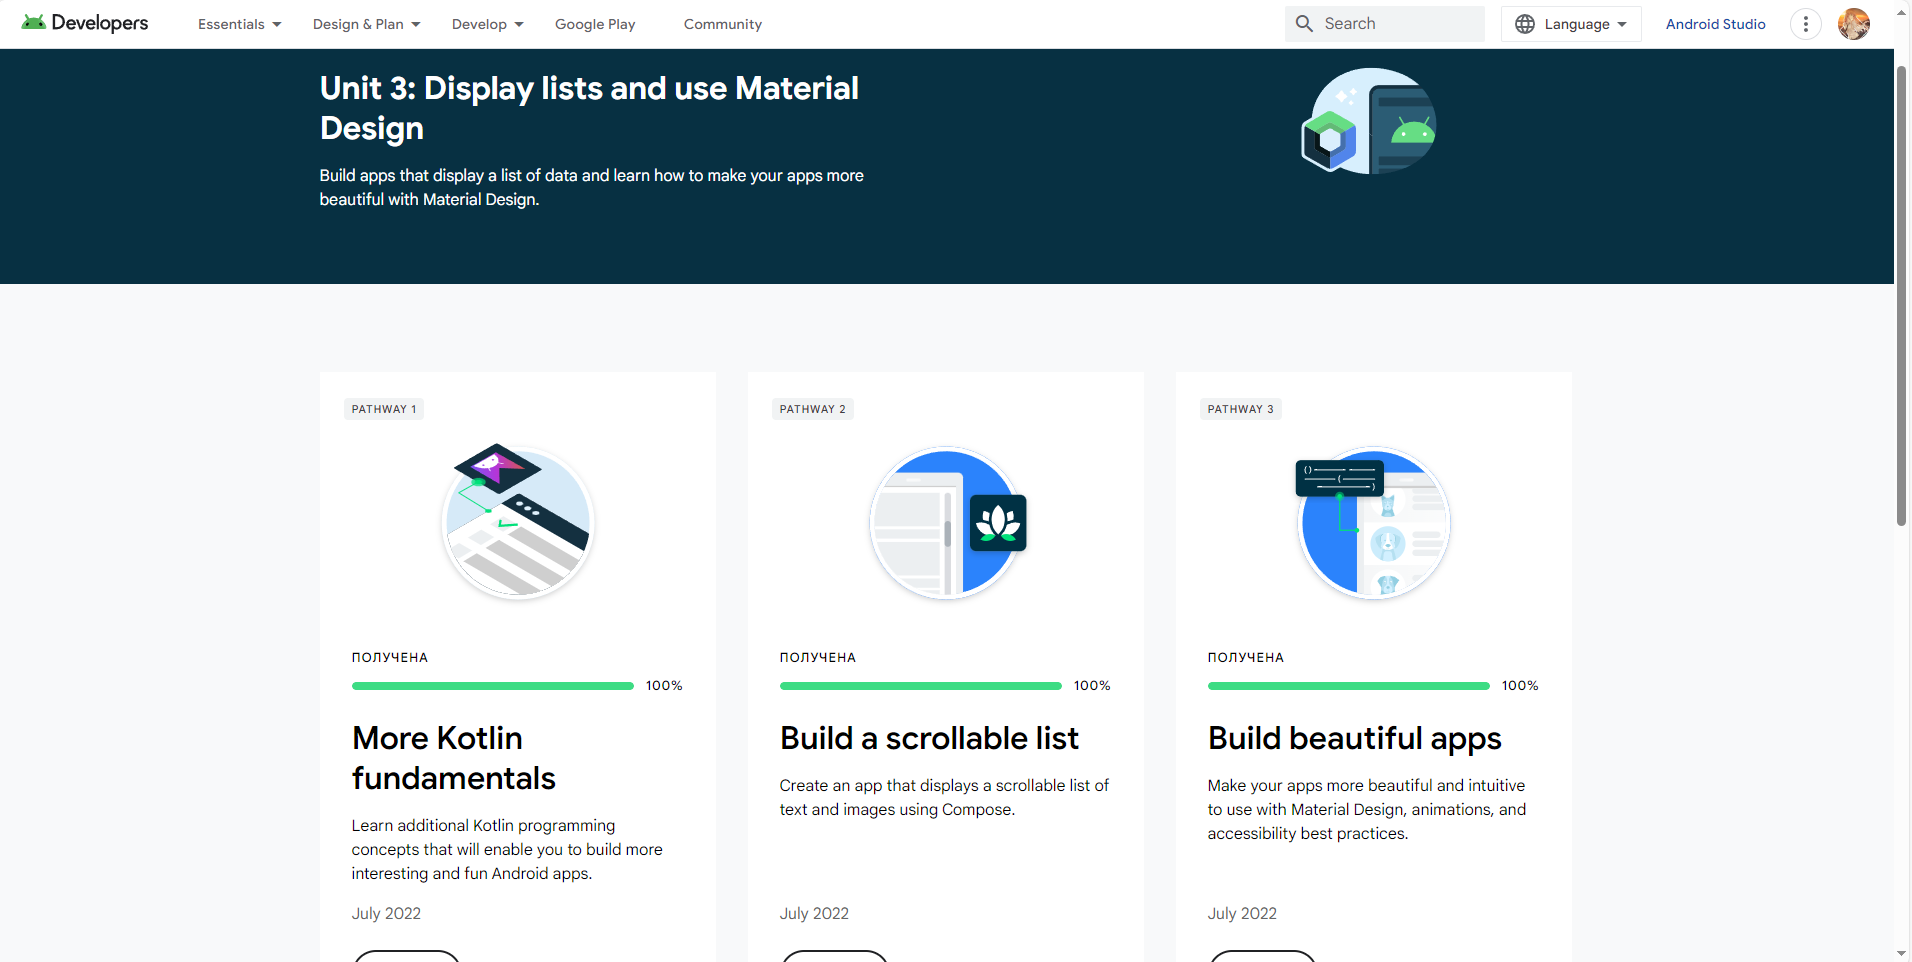 Developers
Essentials
Design & Plan
Develop
Google Play
Community
Search
Language
Android Studio
Unit 3: Display lists and use Material
Design
Build apps that display a list of data and learn how to make your apps more
beautiful with Material Design.
PATHWAY 1
ПОЛУЧЕНА
100%
More Kotlin
fundamentals
Learn additional Kotlin programming
concepts that will enable you to build more
interesting and fun Android apps.
July 2022
PATHWAY 2
ПОЛУЧЕНА
100%
Build a scrollable list
Create an app that displays a scrollable list of
text and images using Compose.
July 2022
PATHWAY 3
ПОЛУЧЕНА
100%
Build beautiful apps
Make your apps more beautiful and intuitive
to use with Material Design, animations, and
accessibility best practices.
July 2022